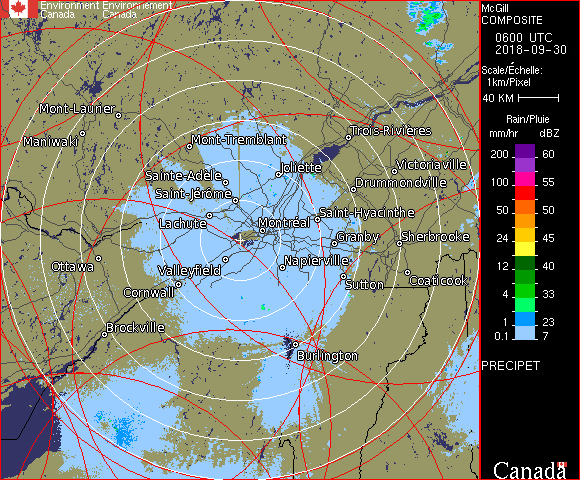 Environment Environnement
Canada Canada
McGill
COMPOSITE
0600 UTC
2018-09-30
Scale/Échelle:
1km/Pixel
40 KM
Rain/Pluie
mm/hr dBZ
200 60
100 55
50 50
24 45
12 40
4 33
1 23
0.1 7
PRECIPET
Mont-Laurier
Maniwaki
Mont-Tremblant
Trois-Rivières
Joliette
Victoriaville
Sainte-Adèle
Drummondville
Saint-Jérôme
Saint-Hyacinthe
Lachute
Montréal
Granby
Sherbrooke
Ottawa
Valleyfield
Napierville
Coaticook
Cornwall
Sutton
Brockville
Burlington
Canada